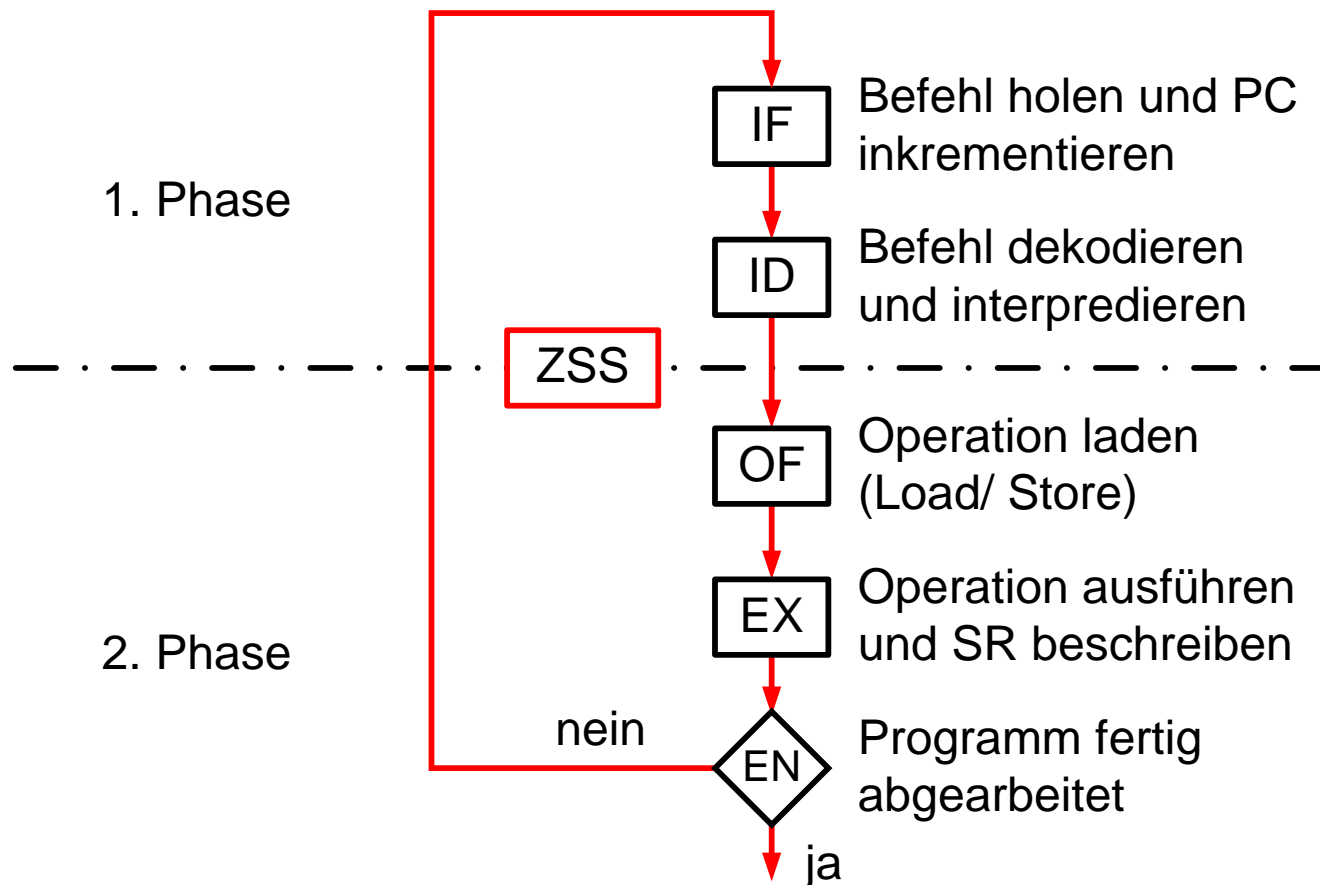 IF
Befehl holen und PC
inkrementieren
1. Phase
ID
Befehl dekodieren
und interpredieren
ZSS
OF
Operation laden
(Load/ Store)
EX
Operation ausführen
und SR beschreiben
2. Phase
nein
EN
Programm fertig
abgearbeitet
ja